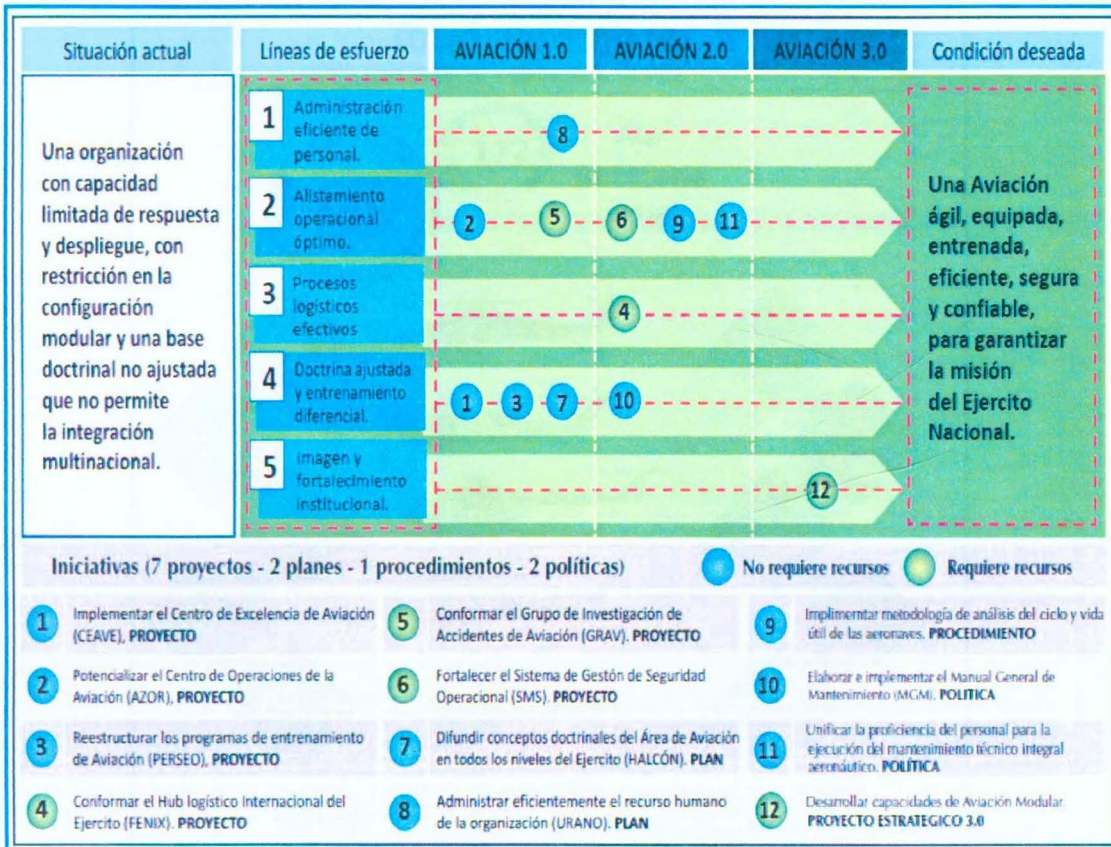 Situación actual
Líneas de esfuerzo
AVIACIÓN 1.0
AVIACIÓN 2.0
AVIACIÓN 3.0
Condición deseada
Una organización
con capacidad
limitada de respuesta
y despliegue, con
restricción en la
configuración
modular y una base
doctrinal no ajustada
que no permite
la integración
multinacional.
1
Administración
eficiente de
personal.
8
2
Alistamiento
operacional
óptimo.
2
5
6
9
11
3
Procesos
logísticos
efectivos
4
4
Doctrina ajustada
y entrenamiento
diferencial.
1
3
7
10
5
Imagen y
fortalecimiento
institucional.
12
Una Aviación
ágil, equipada,
entrenada,
eficiente, segura
y confiable,
para garantizar
la misión
del Ejercito
Nacional.
Iniciativas (7 proyectos - 2 planes - 1 procedimientos - 2 políticas)
No requiere recursos
Requiere recursos
1
Implementar el Centro de Excelencia de Aviación
(CEAVE), PROYECTO
2
Potencializar el Centro de Operaciones de la
Aviación (AZOR), PROYECTO
3
Reestructurar los programas de entrenamiento
de Aviación (PERSEO), PROYECTO
4
Conformar el Hub logístico Internacional del
Ejercito (FENIX). PROYECTO
5
Conformar el Grupo de Investigación de
Accidentes de Aviación (GRAV). PROYECTO
6
Fortalecer el Sistema de Gestón de Seguridad
Operacional (SMS). PROYECTO
7
Difundir conceptos doctrinales del Área de Aviación
en todos los niveles del Ejercito (HALCÓN). PLAN
8
Administrar eficientemente el recurso humano
de la organización (URANO). PLAN
9
Implimentar metodología de análisis del ciclo y vida
útil de las aeronaves. PROCEDIMIENTO
10
Elaborar e implementar el Manual General de
Mantenimiento (MGM). POLITICA
11
Unificar la proficiencia del personal para la
ejecución del mantenimiento técnico integral
aeronáutico. POLÍTICA
12
Desarrollar capacidades de Aviación Modular.
PROYECTO ESTRATEGICO 3.0